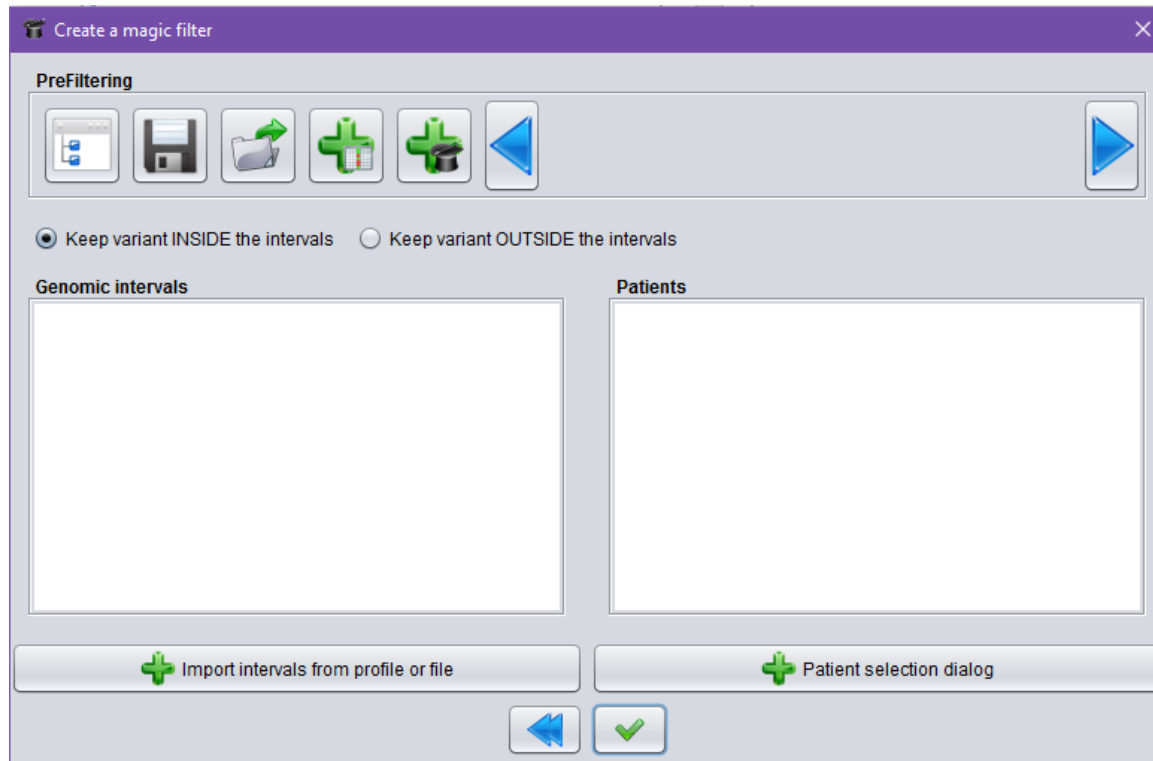 Create a magic filter
PreFiltering
Keep variant INSIDE the intervals Keep variant OUTSIDE the intervals
Genomic intervals Patients
Import intervals from profile or file Patient selection dialog